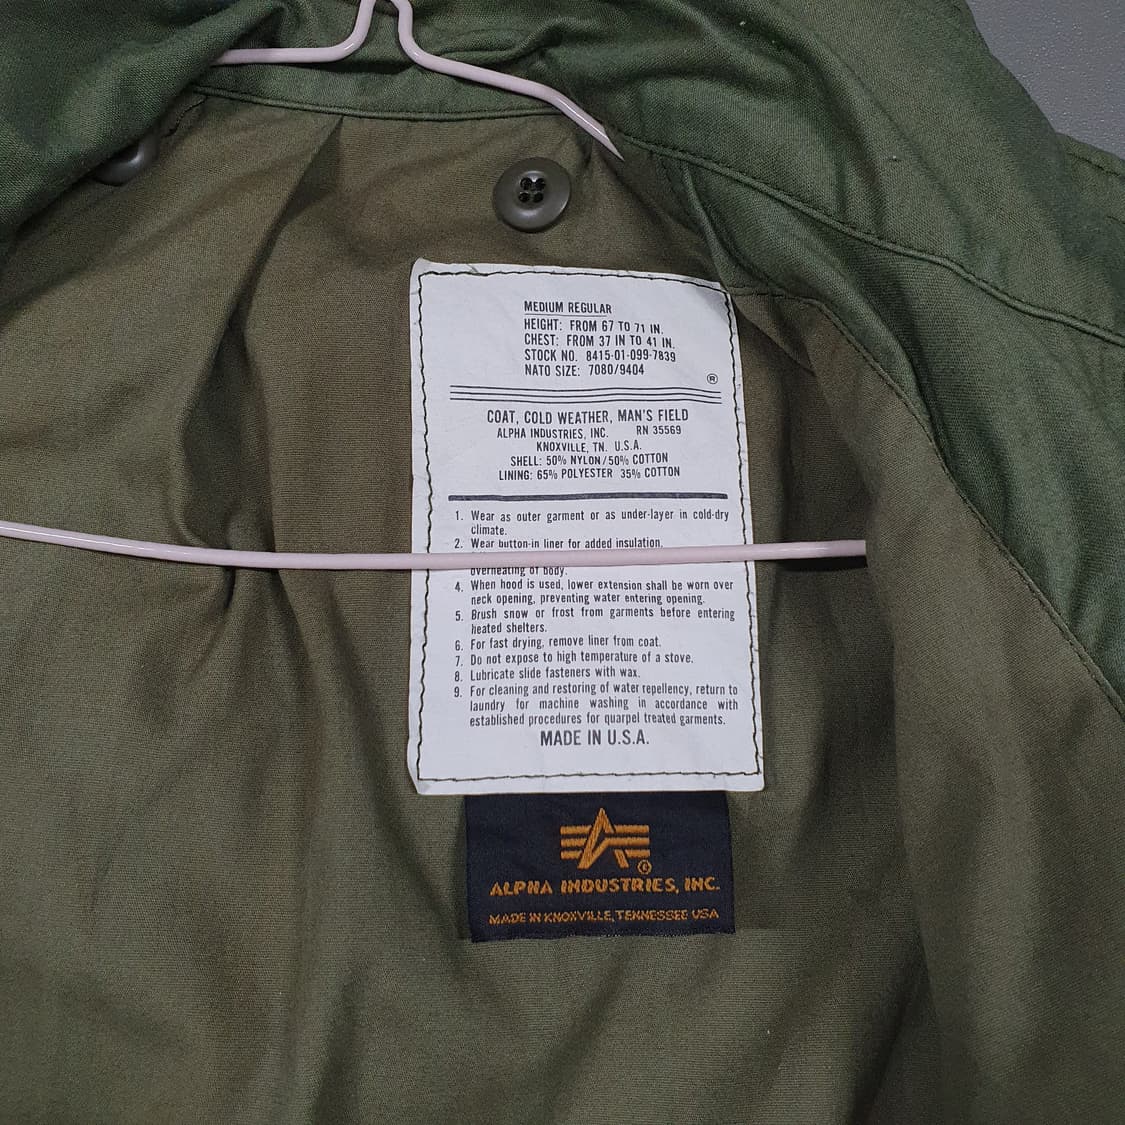 MEDIUM REGULAR
HEIGHT: FROM 67 TO 71 IN.
CHEST: FROM 37 IN TO 41 IN.
STOCK NO. 8415-01-099-7839
NATO SIZE: 7080/9404
®
COAT, COLD WEATHER, MAN'S FIELD
ALPHA INDUSTRIES, INC. RN 35569
KNOXVILLE, TN. U.S.A.
SHELL: 50% NYLON/50% COTTON
LINING: 65% POLYESTER 35% COTTON
1. Wear as outer garment or as under-layer in cold-dry
climate.
2. Wear button-in liner for added insulation.
overheating of body.
4. When hood is used, lower extension shall be worn over
neck opening, preventing water entering opening.
5. Brush snow or frost from garments before entering
heated shelters.
6. For fast drying, remove liner from coat.
7. Do not expose to high temperature of a stove.
8. Lubricate slide fasteners with wax.
9. For cleaning and restoring of water repellency, return to
laundry for machine washing in accordance with
established procedures for quarpel treated garments.
MADE IN U.S.A.
©
ALPHA INDUSTRIES, INC.
MADE IN KNOXVILLE, TENNESSEE USA